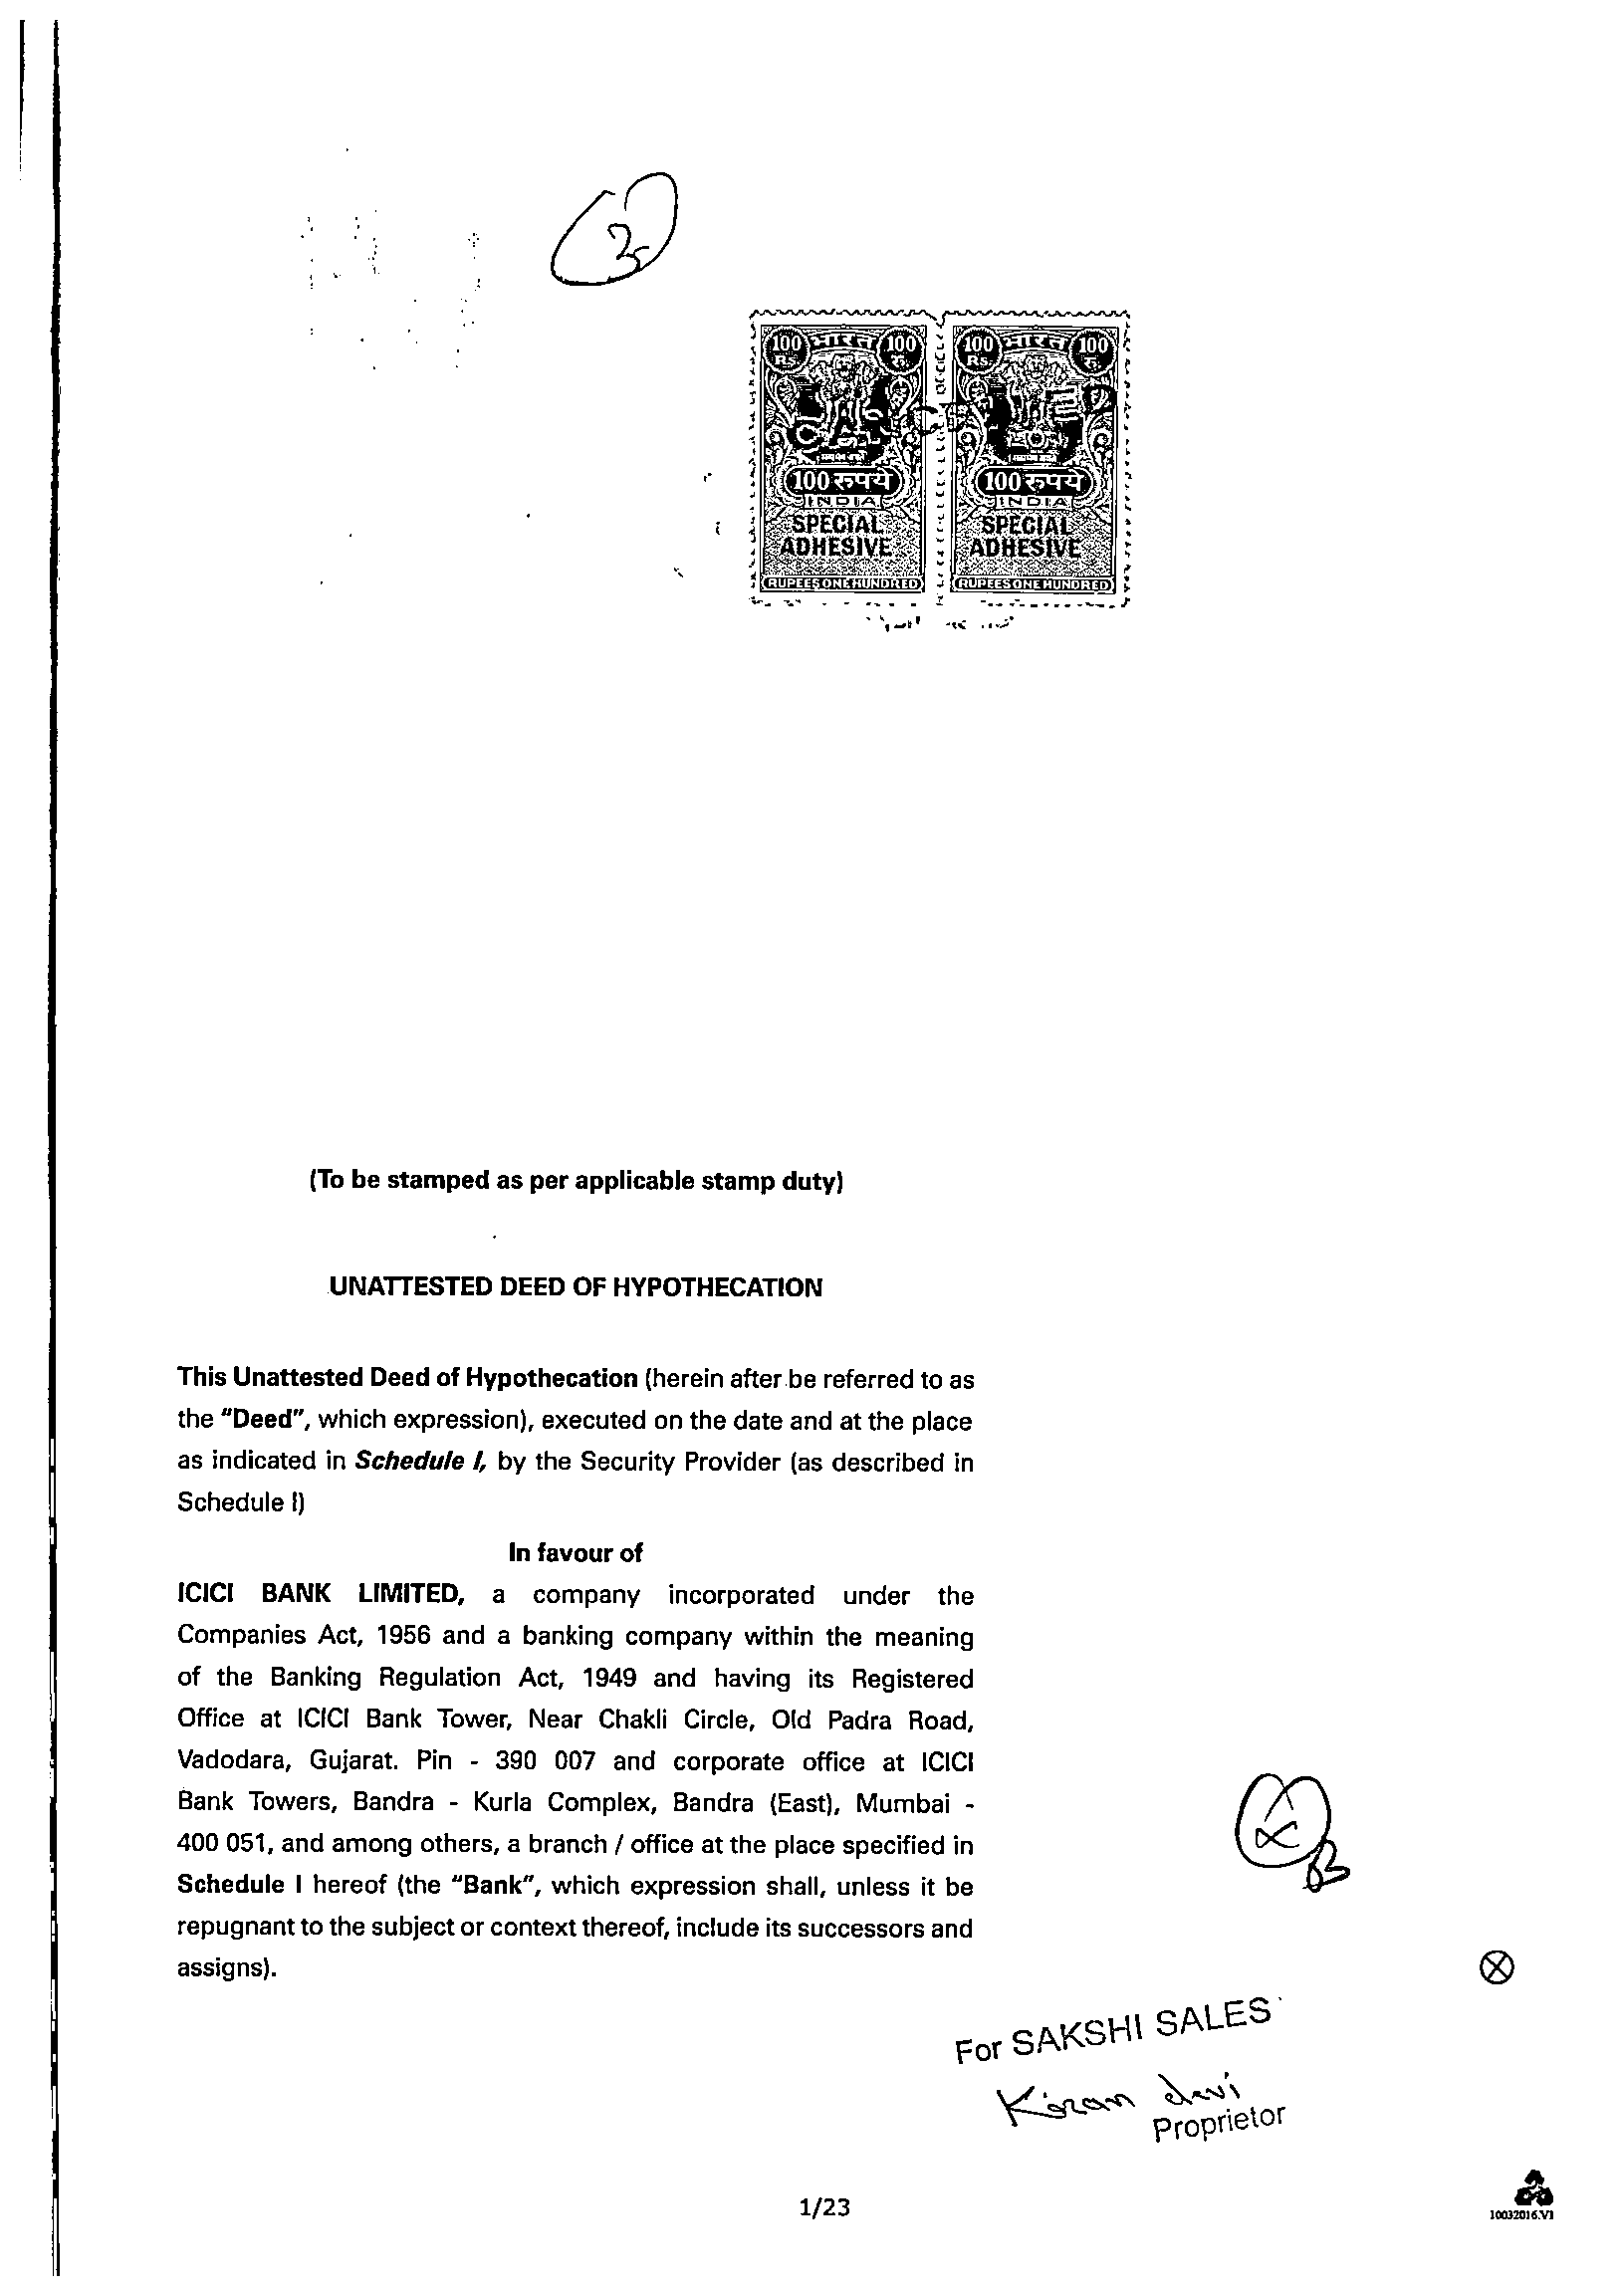 3
100 भारत 100
RS. रु.
100 रुपये
INDIA
SPECIAL
ADHESIVE
RUPEES ONE HUNDRED
100 भारत 100
RS. रु.
100 रुपये
INDIA
SPECIAL
ADHESIVE
RUPEES ONE HUNDRED
(To be stamped as per applicable stamp duty)
UNATTESTED DEED OF HYPOTHECATION
This Unattested Deed of Hypothecation (herein after be referred to as
the "Deed", which expression), executed on the date and at the place
as indicated in Schedule I, by the Security Provider (as described in
Schedule I)
In favour of
ICICI BANK LIMITED, a company incorporated under the
Companies Act, 1956 and a banking company within the meaning
of the Banking Regulation Act, 1949 and having its Registered
Office at ICICI Bank Tower, Near Chakli Circle, Old Padra Road,
Vadodara, Gujarat. Pin - 390 007 and corporate office at ICICI
Bank Towers, Bandra - Kurla Complex, Bandra (East), Mumbai -
400 051, and among others, a branch / office at the place specified in
Schedule I hereof (the "Bank", which expression shall, unless it be
repugnant to the subject or context thereof, include its successors and
assigns).
For SAKSHI SALES
Kiran devi
Proprietor
1/23
10032016.V1